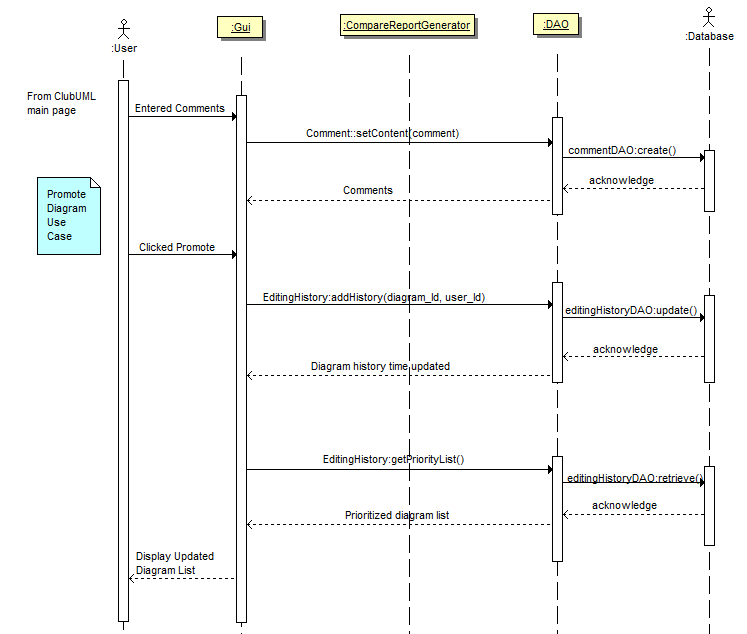 :Gui
:CompareReportGenerator
:DAO
:User
:Database
From ClubUML
main page
Entered Comments
Comment::setContent(comment)
commentDAO:create()
acknowledge
Comments
Promote
Diagram
Use
Case
Clicked Promote
EditingHistory:addHistory(diagram_Id, user_Id)
editingHistoryDAO:update()
acknowledge
Diagram history time updated
EditingHistory:getPriorityList()
editingHistoryDAO:retrieve()
acknowledge
Prioritized diagram list
Display Updated
Diagram List